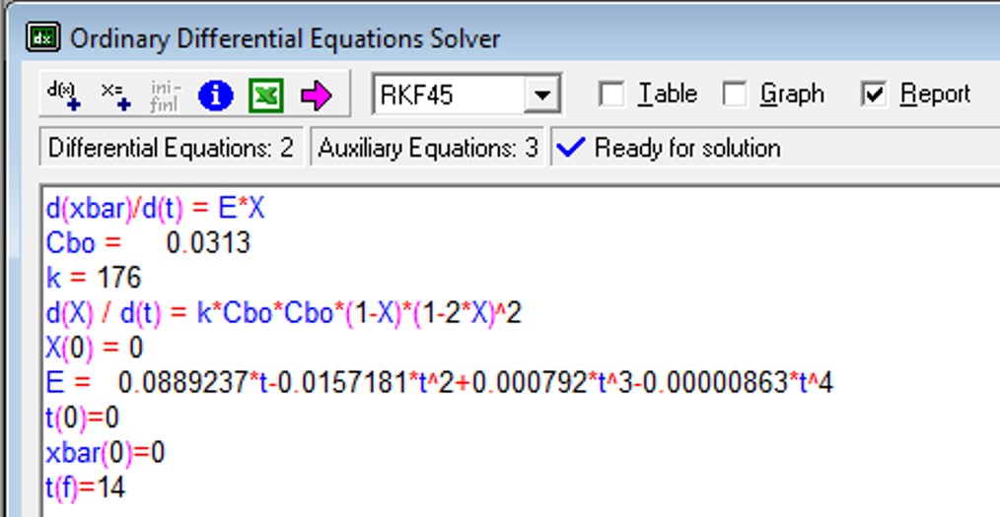 dx Ordinary Differential Equations Solver
d(x) x= ini- finl i RKF45 Table Graph Report
Differential Equations: 2 Auxiliary Equations: 3 Ready for solution
d(xbar)/d(t) = E*X
Cbo = 0.0313
k = 176
d(X) / d(t) = k*Cbo*Cbo*(1-X)*(1-2*X)^2
X(0) = 0
E = 0.0889237*t-0.0157181*t^2+0.000792*t^3-0.00000863*t^4
t(0)=0
xbar(0)=0
t(f)=14